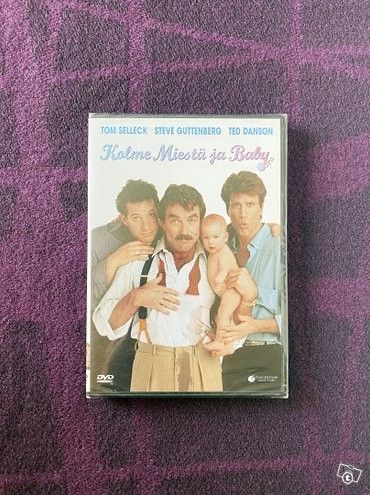 TOM SELLECK STEVE GUTTENBERG TED DANSON
Kolme Miestä ja Baby
DVD